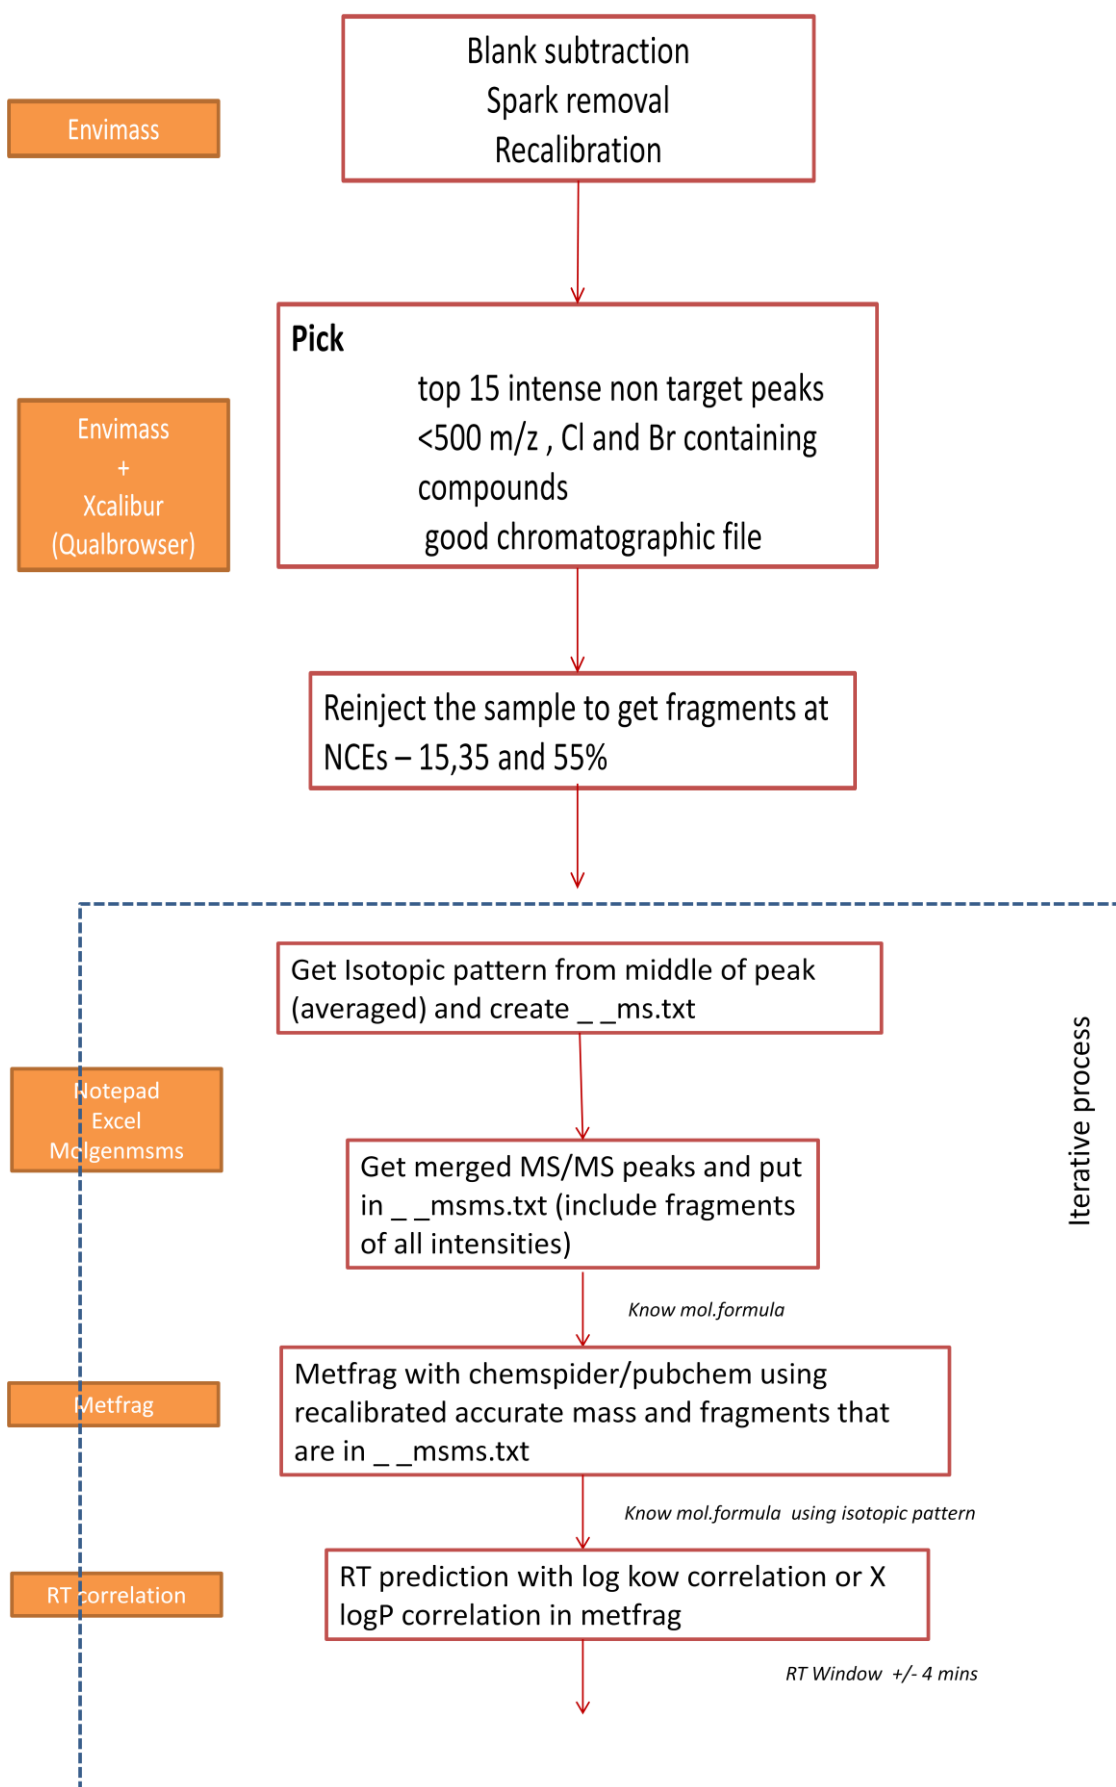 Blank subtraction
Spark removal
Recalibration
Envimass
Pick
top 15 intense non target peaks
<500 m/z , Cl and Br containing
compounds
good chromatographic file
Envimass
+
Xcalibur
(Qualbrowser)
Reinject the sample to get fragments at
NCEs – 15,35 and 55%
Get Isotopic pattern from middle of peak
(averaged) and create _ _ms.txt
Iterative process
Notepad
Excel
Molgenmsms
Get merged MS/MS peaks and put
in _ _msms.txt (include fragments
of all intensities)
Know mol.formula
Metfrag with chemspider/pubchem using
recalibrated accurate mass and fragments that
are in _ _msms.txt
Metfrag
Know mol.formula using isotopic pattern
RT prediction with log kow correlation or X
logP correlation in metfrag
RT correlation
RT Window +/- 4 mins